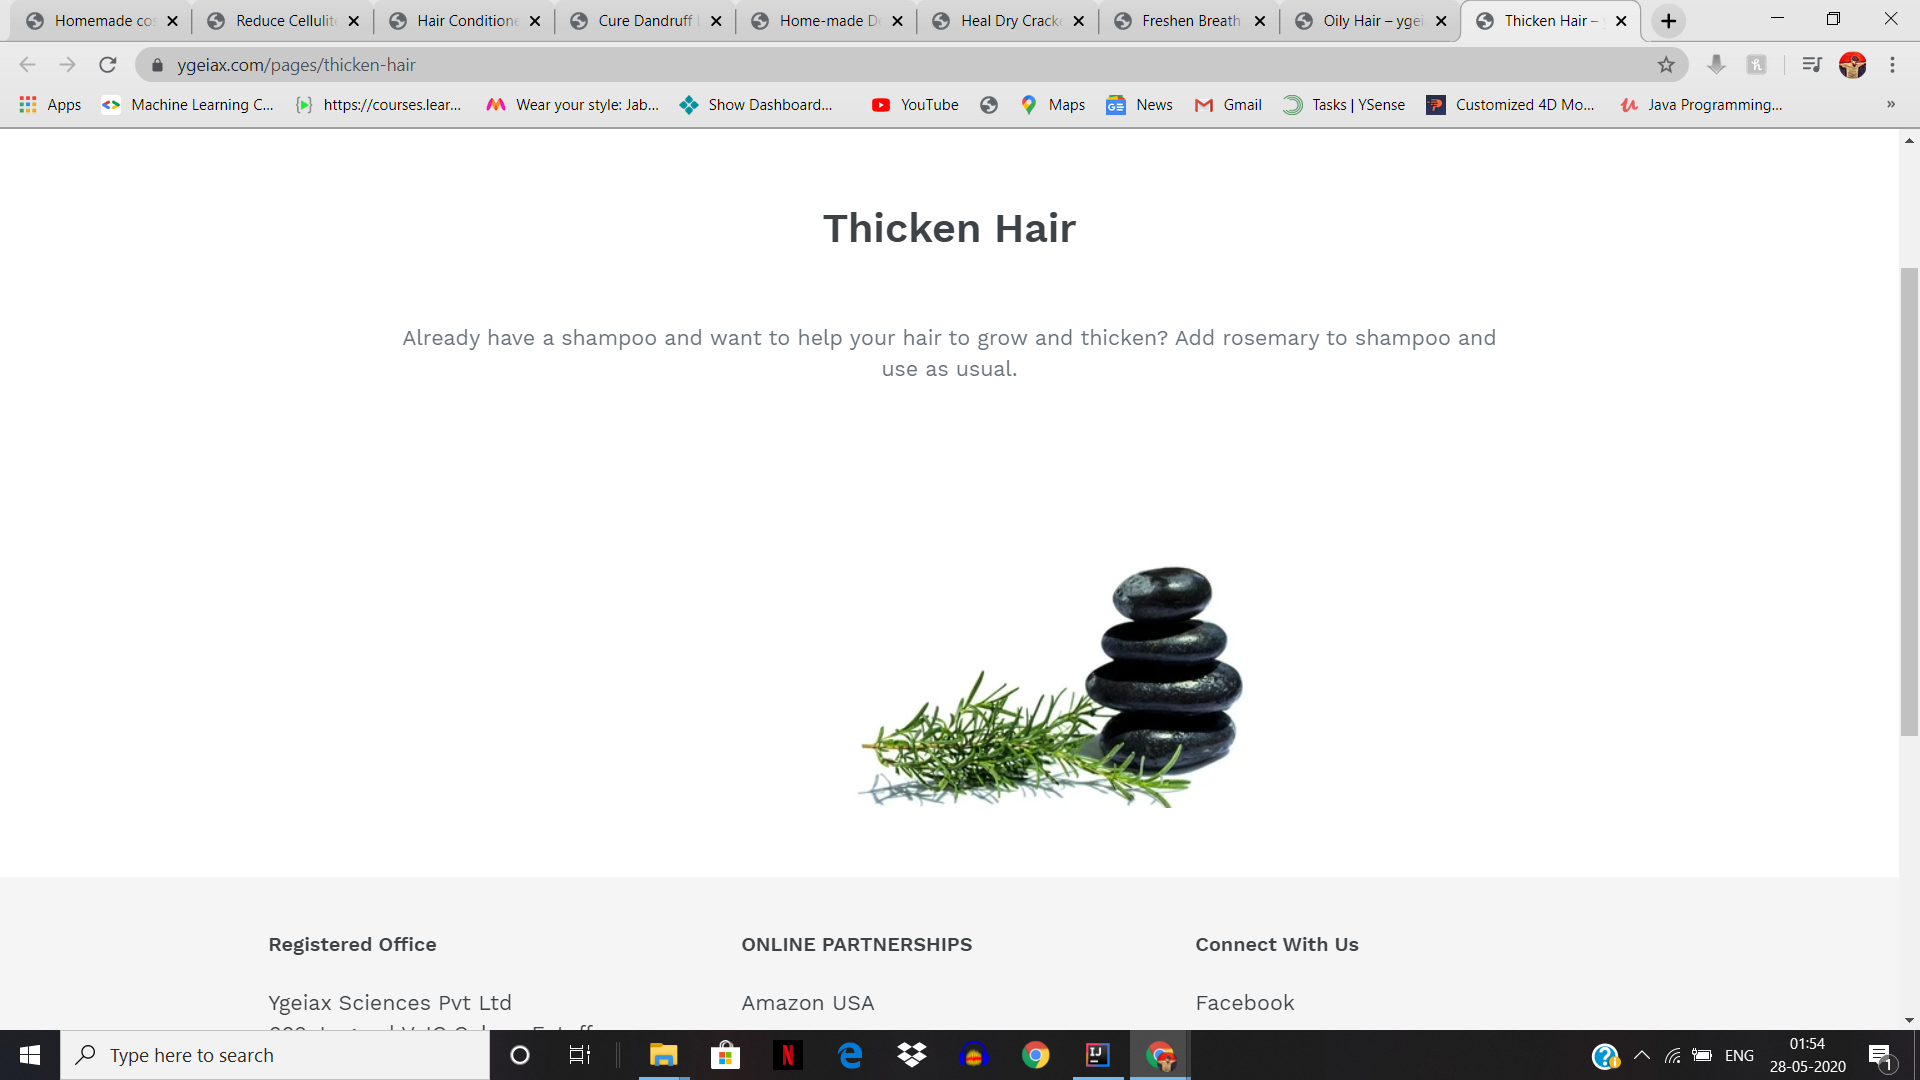 Homemade co
Reduce Cellulit
Hair Conditione
Cure Dandruff
Home-made D
Heal Dry Crack
Freshen Breath
Oily Hair – ygei
Thicken Hair –
ygeiax.com/pages/thicken-hair
Apps
Machine Learning C...
https://courses.lear...
Wear your style: Jab...
Show Dashboard...
YouTube
Maps
News
Gmail
Tasks | YSense
Customized 4D Mo...
Java Programming...
»
Thicken Hair
Already have a shampoo and want to help your hair to grow and thicken? Add rosemary to shampoo and
use as usual.
Registered Office
Ygeiax Sciences Pvt Ltd
ONLINE PARTNERSHIPS
Amazon USA
Connect With Us
Facebook
Type here to search
ENG
01:54
28-05-2020
1